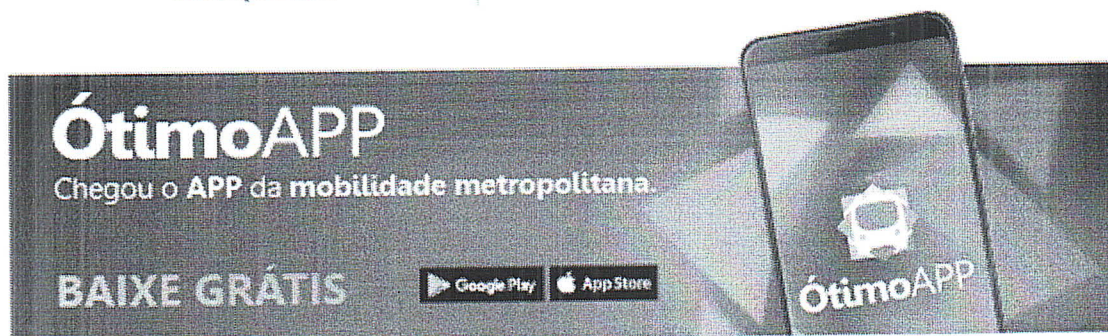 ÓtimoAPP
Chegou o APP da mobilidade metropolitana.
BAIXE GRÁTIS
Google Play
App Store
ÓtimoAPP